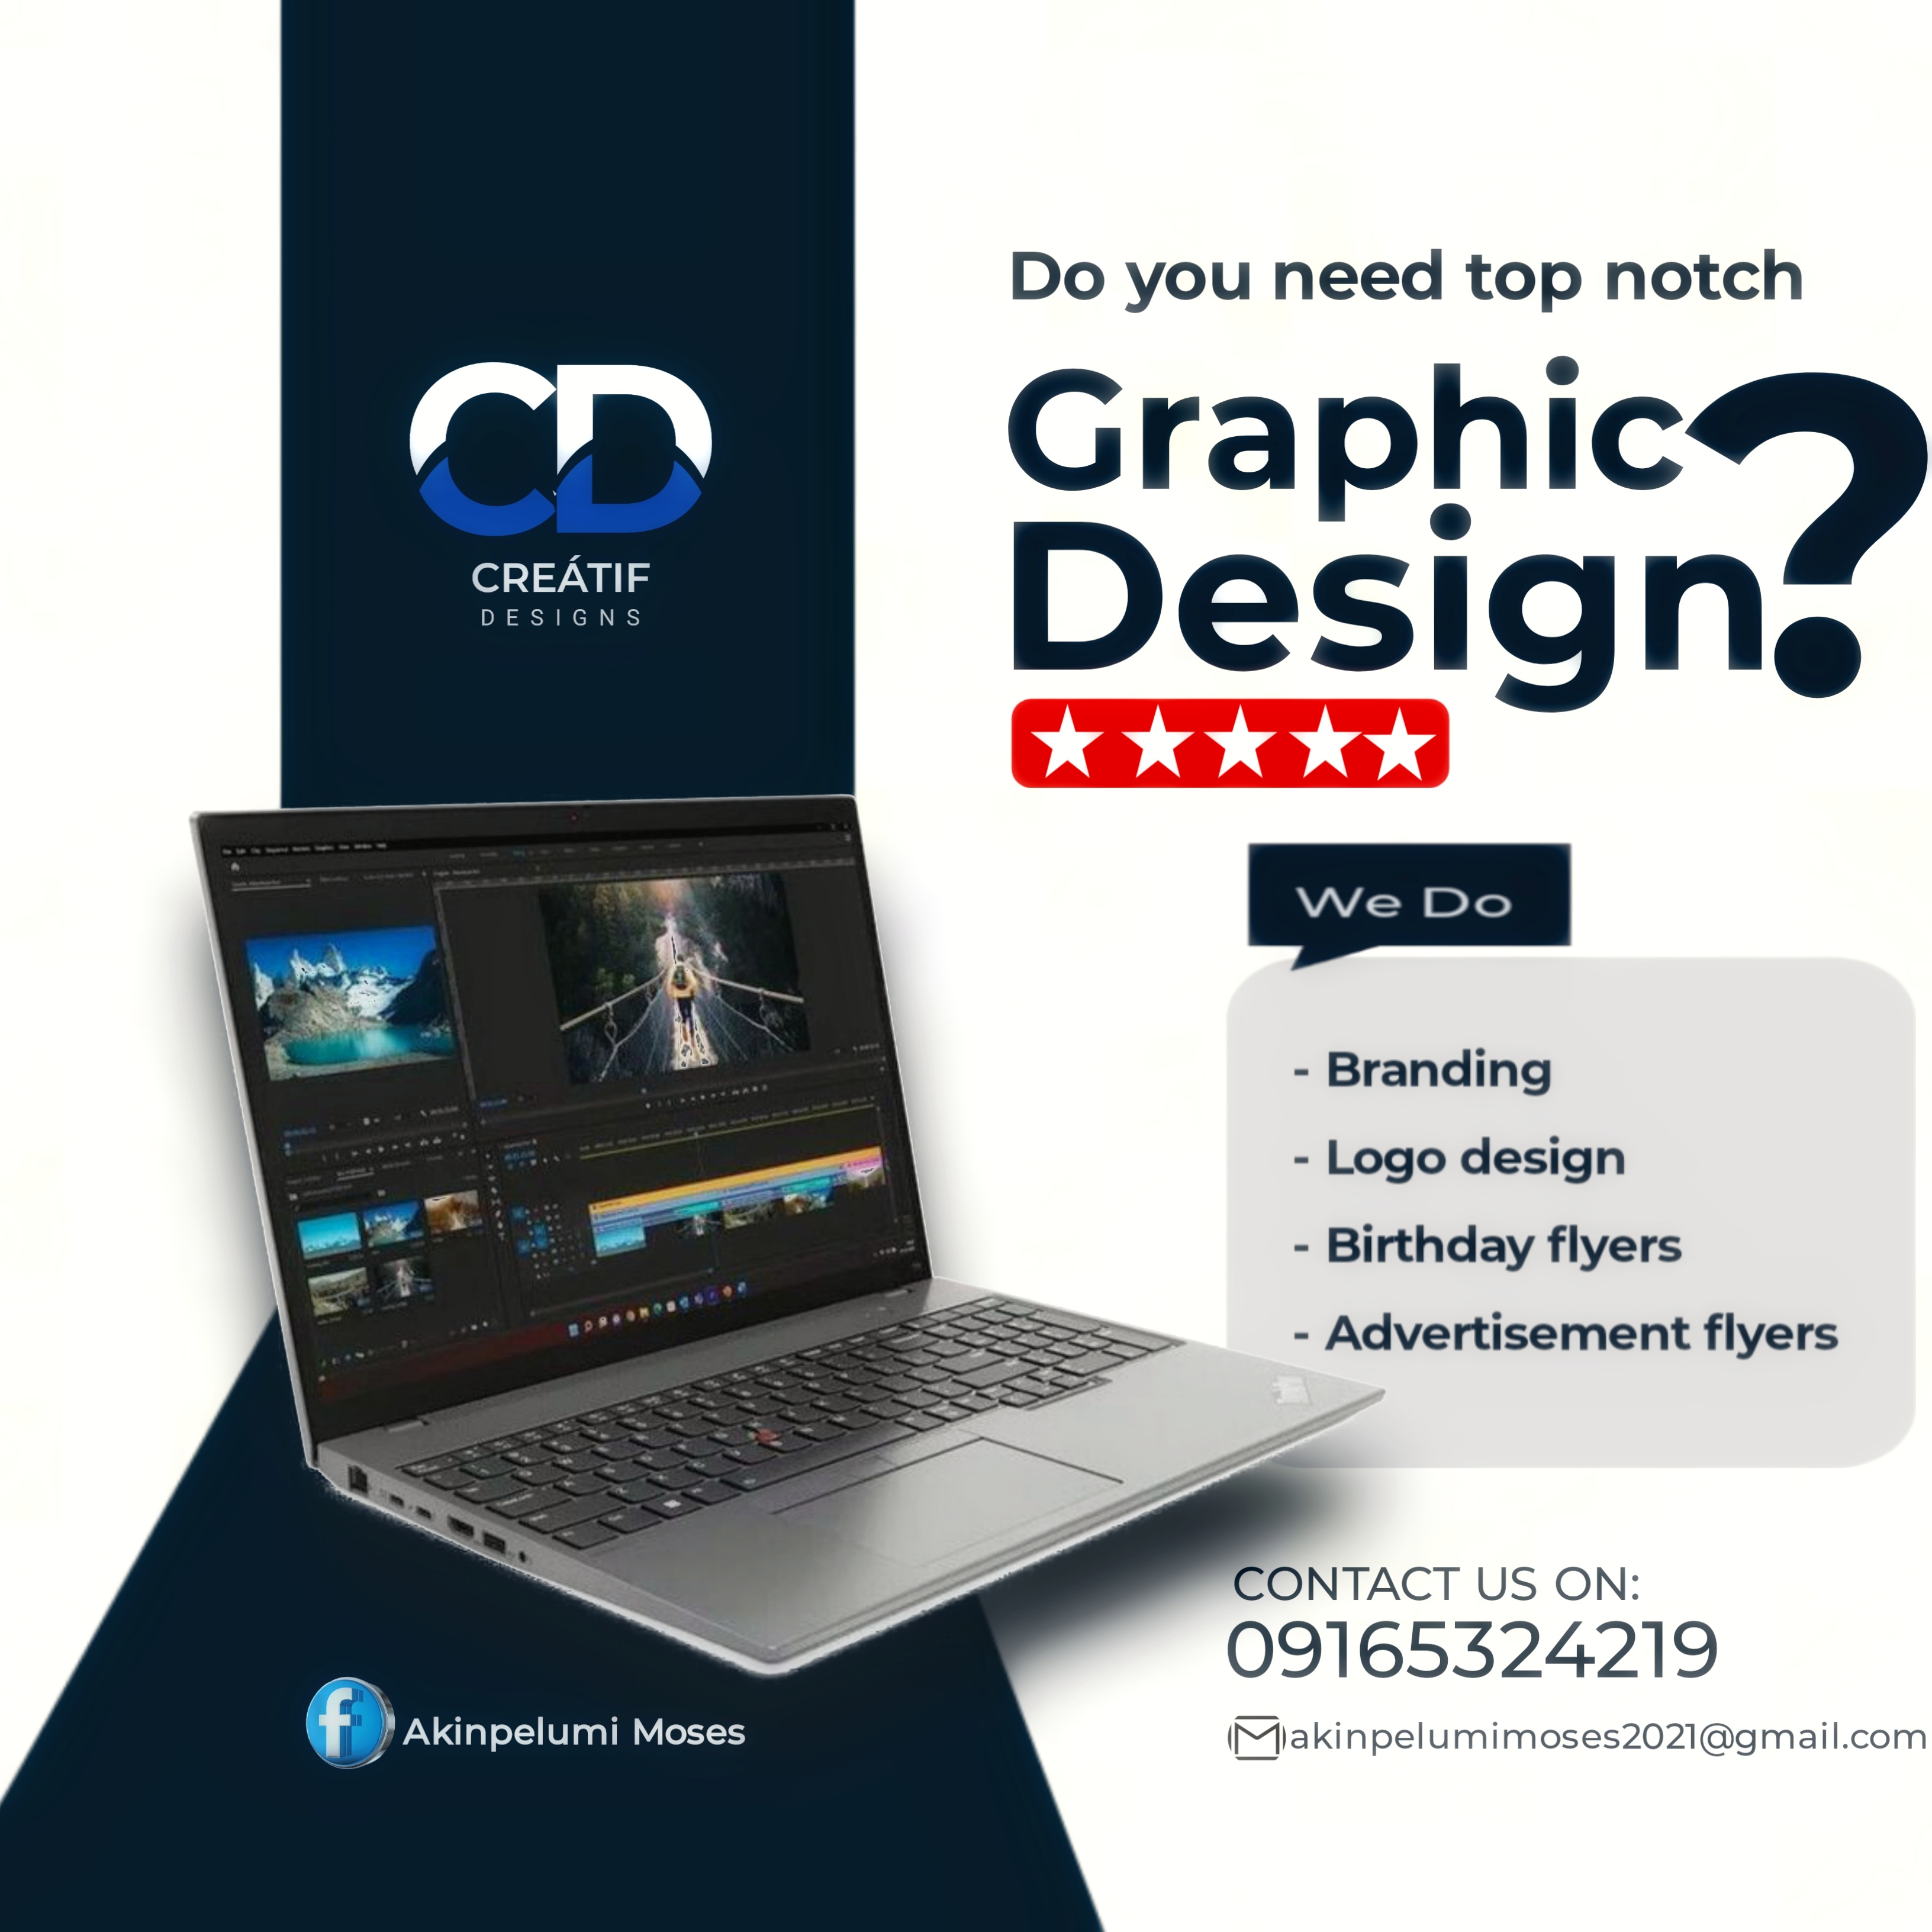 CD
CREÁTIF
DESIGNS
Do you need top notch
Graphic
Design?
We Do
- Branding
- Logo design
- Birthday flyers
- Advertisement flyers
CONTACT US ON:
09165324219
akinpelumimoses2021@gmail.com
f Akinpelumi Moses